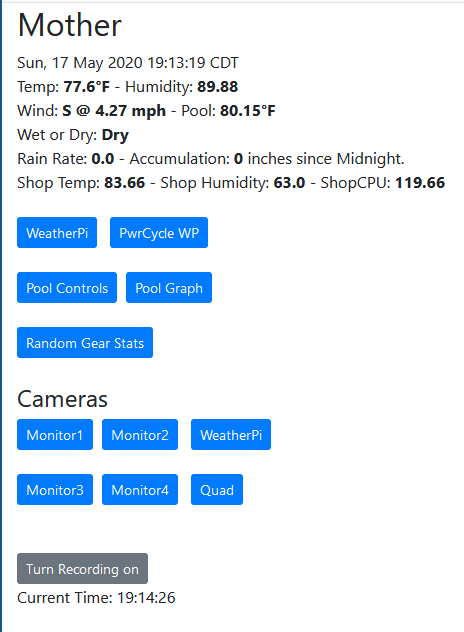 Mother
Sun, 17 May 2020 19:13:19 CDT
Temp: 77.6°F - Humidity: 89.88
Wind: S @ 4.27 mph - Pool: 80.15°F
Wet or Dry: Dry
Rain Rate: 0.0 - Accumulation: 0 inches since Midnight.
Shop Temp: 83.66 - Shop Humidity: 63.0 - ShopCPU: 119.66
WeatherPi PwrCycle WP
Pool Controls Pool Graph
Random Gear Stats
Cameras
Monitor1 Monitor2 WeatherPi
Monitor3 Monitor4 Quad
Turn Recording on
Current Time: 19:14:26